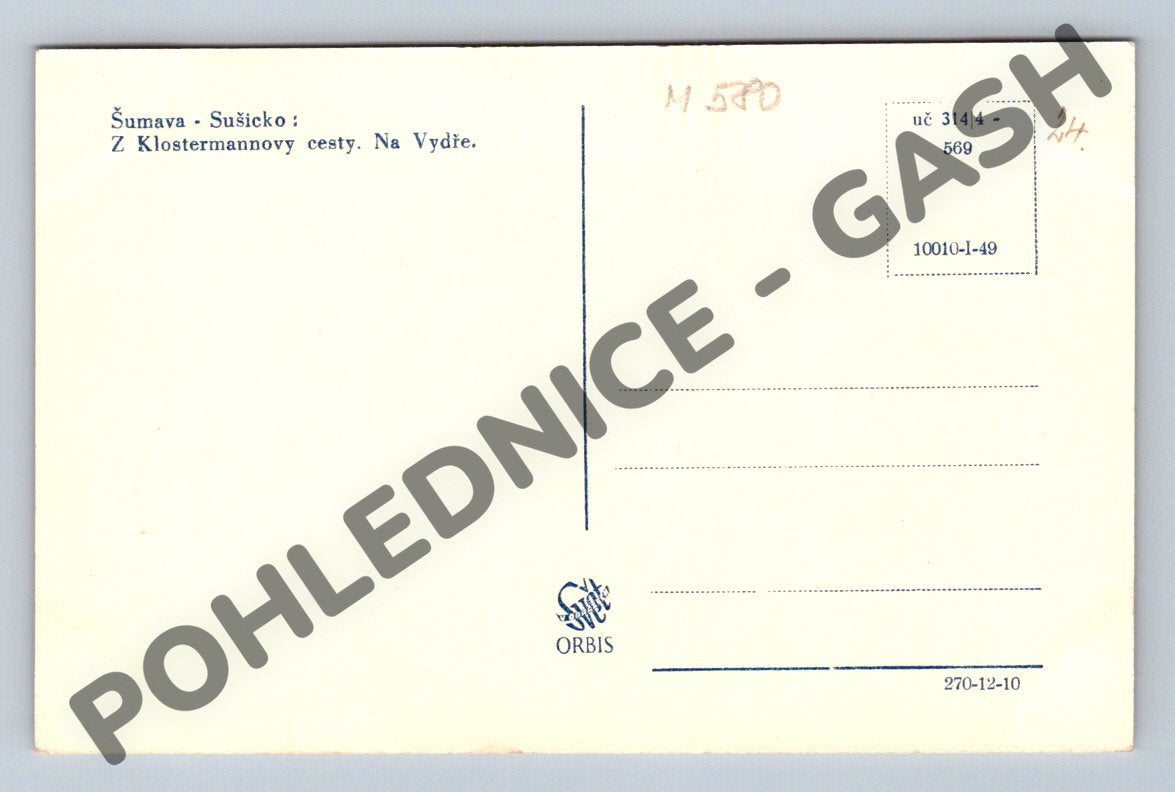 Šumava - Sušicko :
Z Klostermannovy cesty. Na Vydře.
M 580
uč 3144 -
569
24.
10010-I-49
POHLEDNICE - GASH
Svět
ORBIS
270-12-10